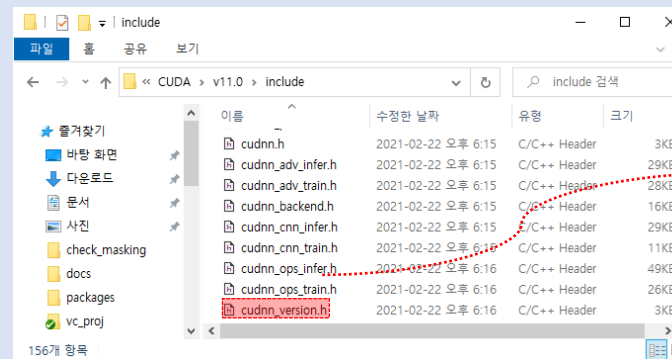 include
파일 홈 공유 보기
« CUDA › v11.0 › include
include 검색
이름 수정한 날짜 유형 크기
즐겨찾기
바탕 화면
다운로드
문서
사진
check_masking
docs
packages
vc_proj
cudnn.h 2021-02-22 오후 6:15 C/C++ Header 3KB
cudnn_adv_infer.h 2021-02-22 오후 6:15 C/C++ Header 29KB
cudnn_adv_train.h 2021-02-22 오후 6:15 C/C++ Header 28KB
cudnn_backend.h 2021-02-22 오후 6:15 C/C++ Header 16KB
cudnn_cnn_infer.h 2021-02-22 오후 6:15 C/C++ Header 29KB
cudnn_cnn_train.h 2021-02-22 오후 6:15 C/C++ Header 11KB
cudnn_ops_infer.h 2021-02-22 오후 6:16 C/C++ Header 49KB
cudnn_ops_train.h 2021-02-22 오후 6:16 C/C++ Header 26KB
cudnn_version.h 2021-02-22 오후 6:16 C/C++ Header 3KB
156개 항목